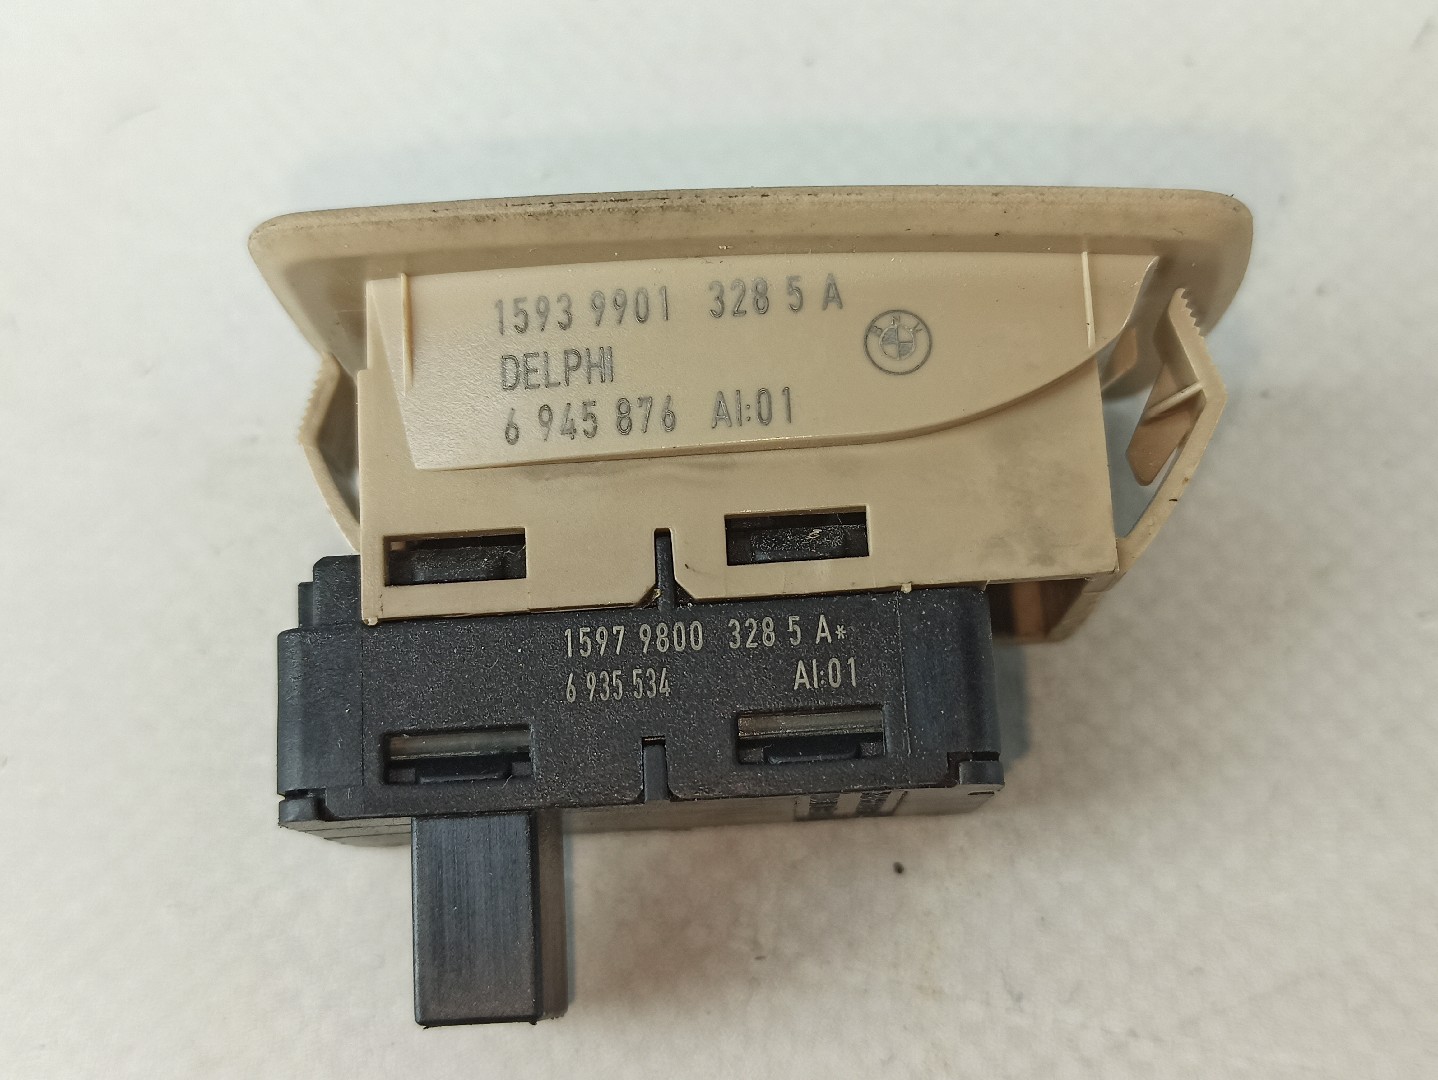 1593 9901 328 5 A
DELPHI
BMW
6 945 876 AI:01
1597 9800 328 5 A*
6 935 534 AI:01